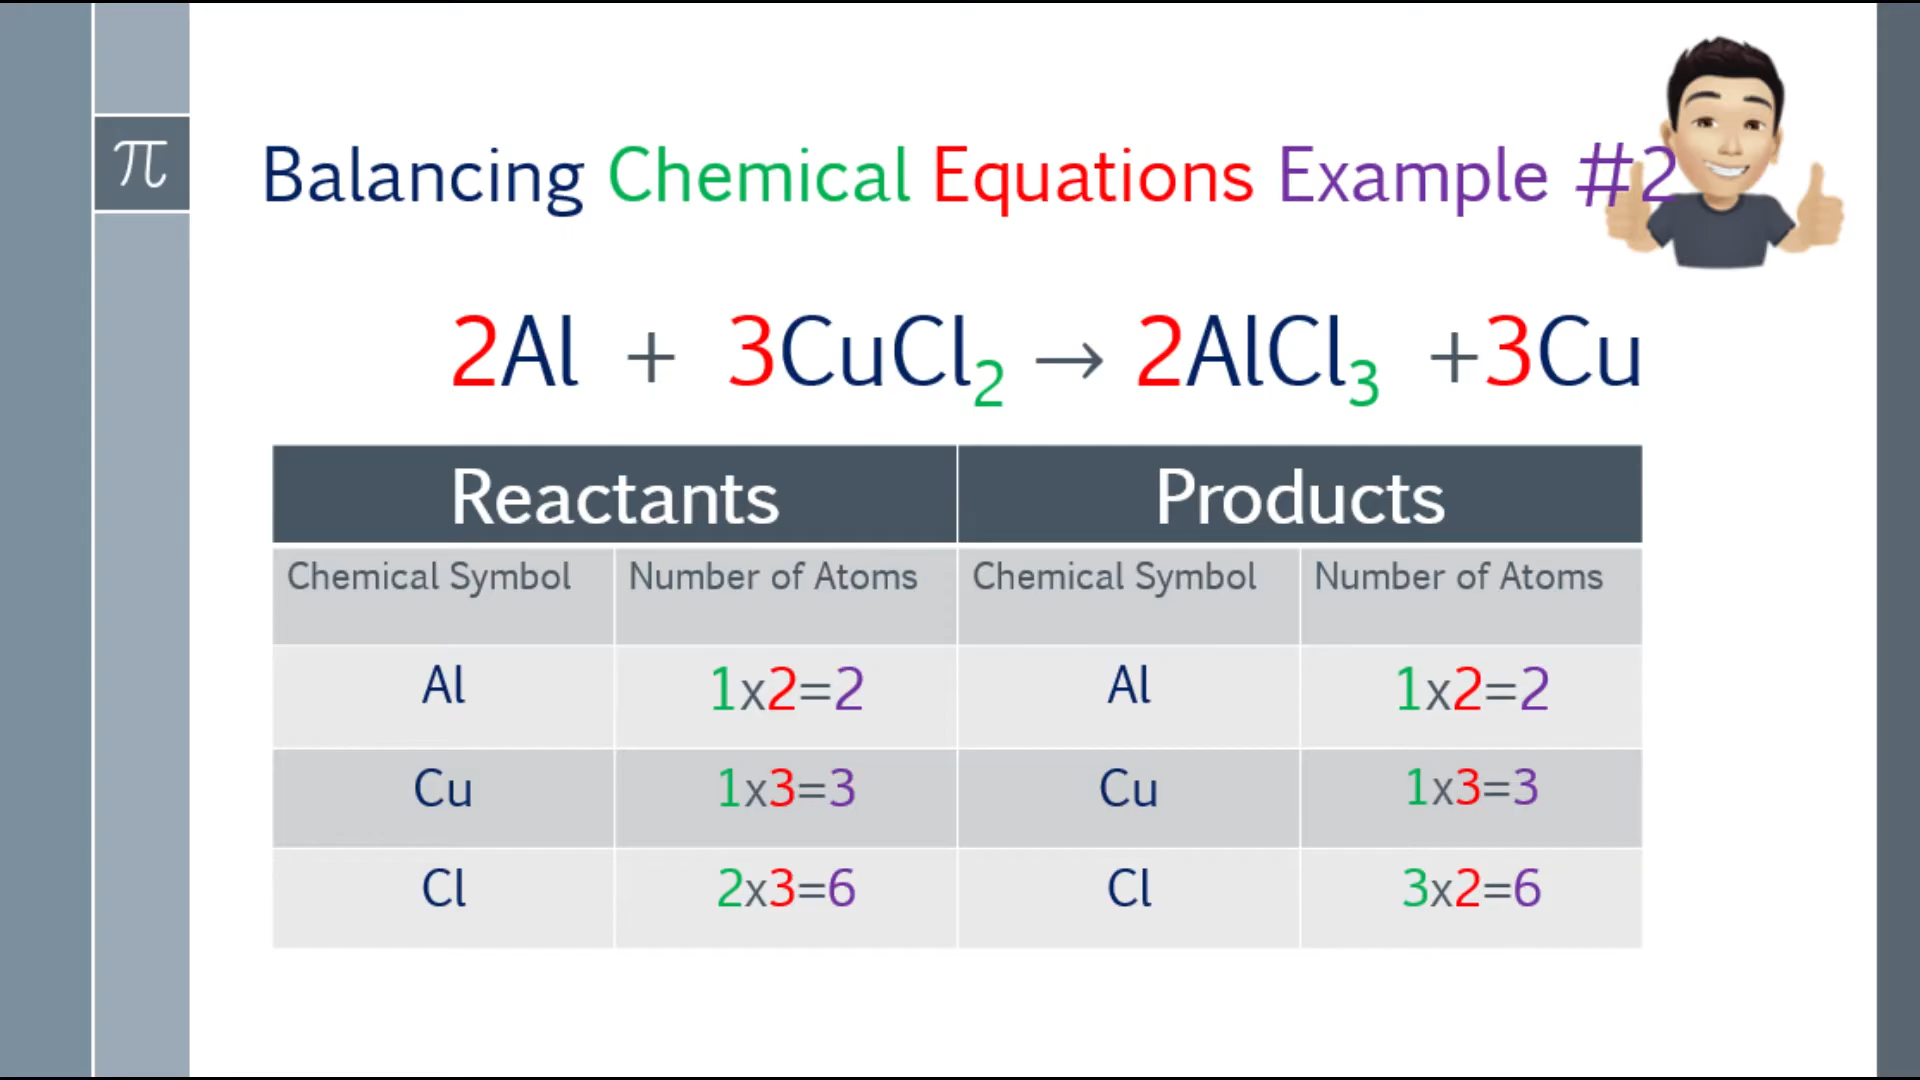 π
Balancing Chemical Equations Example #2
2Al + 3CuCl₂ → 2AlCl₃ +3Cu
Reactants Products
Chemical Symbol Number of Atoms Chemical Symbol Number of Atoms
Al 1x2=2 Al 1x2=2
Cu 1x3=3 Cu 1x3=3
Cl 2x3=6 Cl 3x2=6